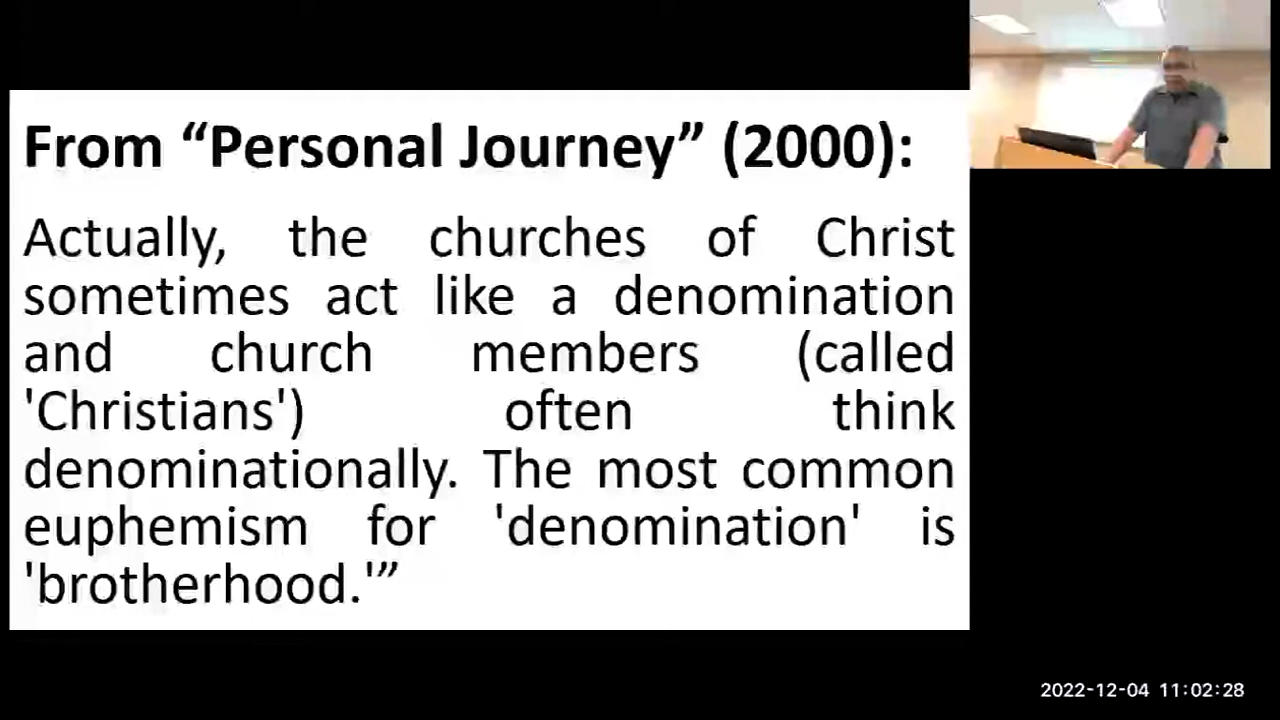 From “Personal Journey” (2000):
Actually, the churches of Christ
sometimes act like a denomination
and church members (called
'Christians') often think
denominationally. The most common
euphemism for 'denomination' is
'brotherhood.'”
2022-12-04 11:02:28